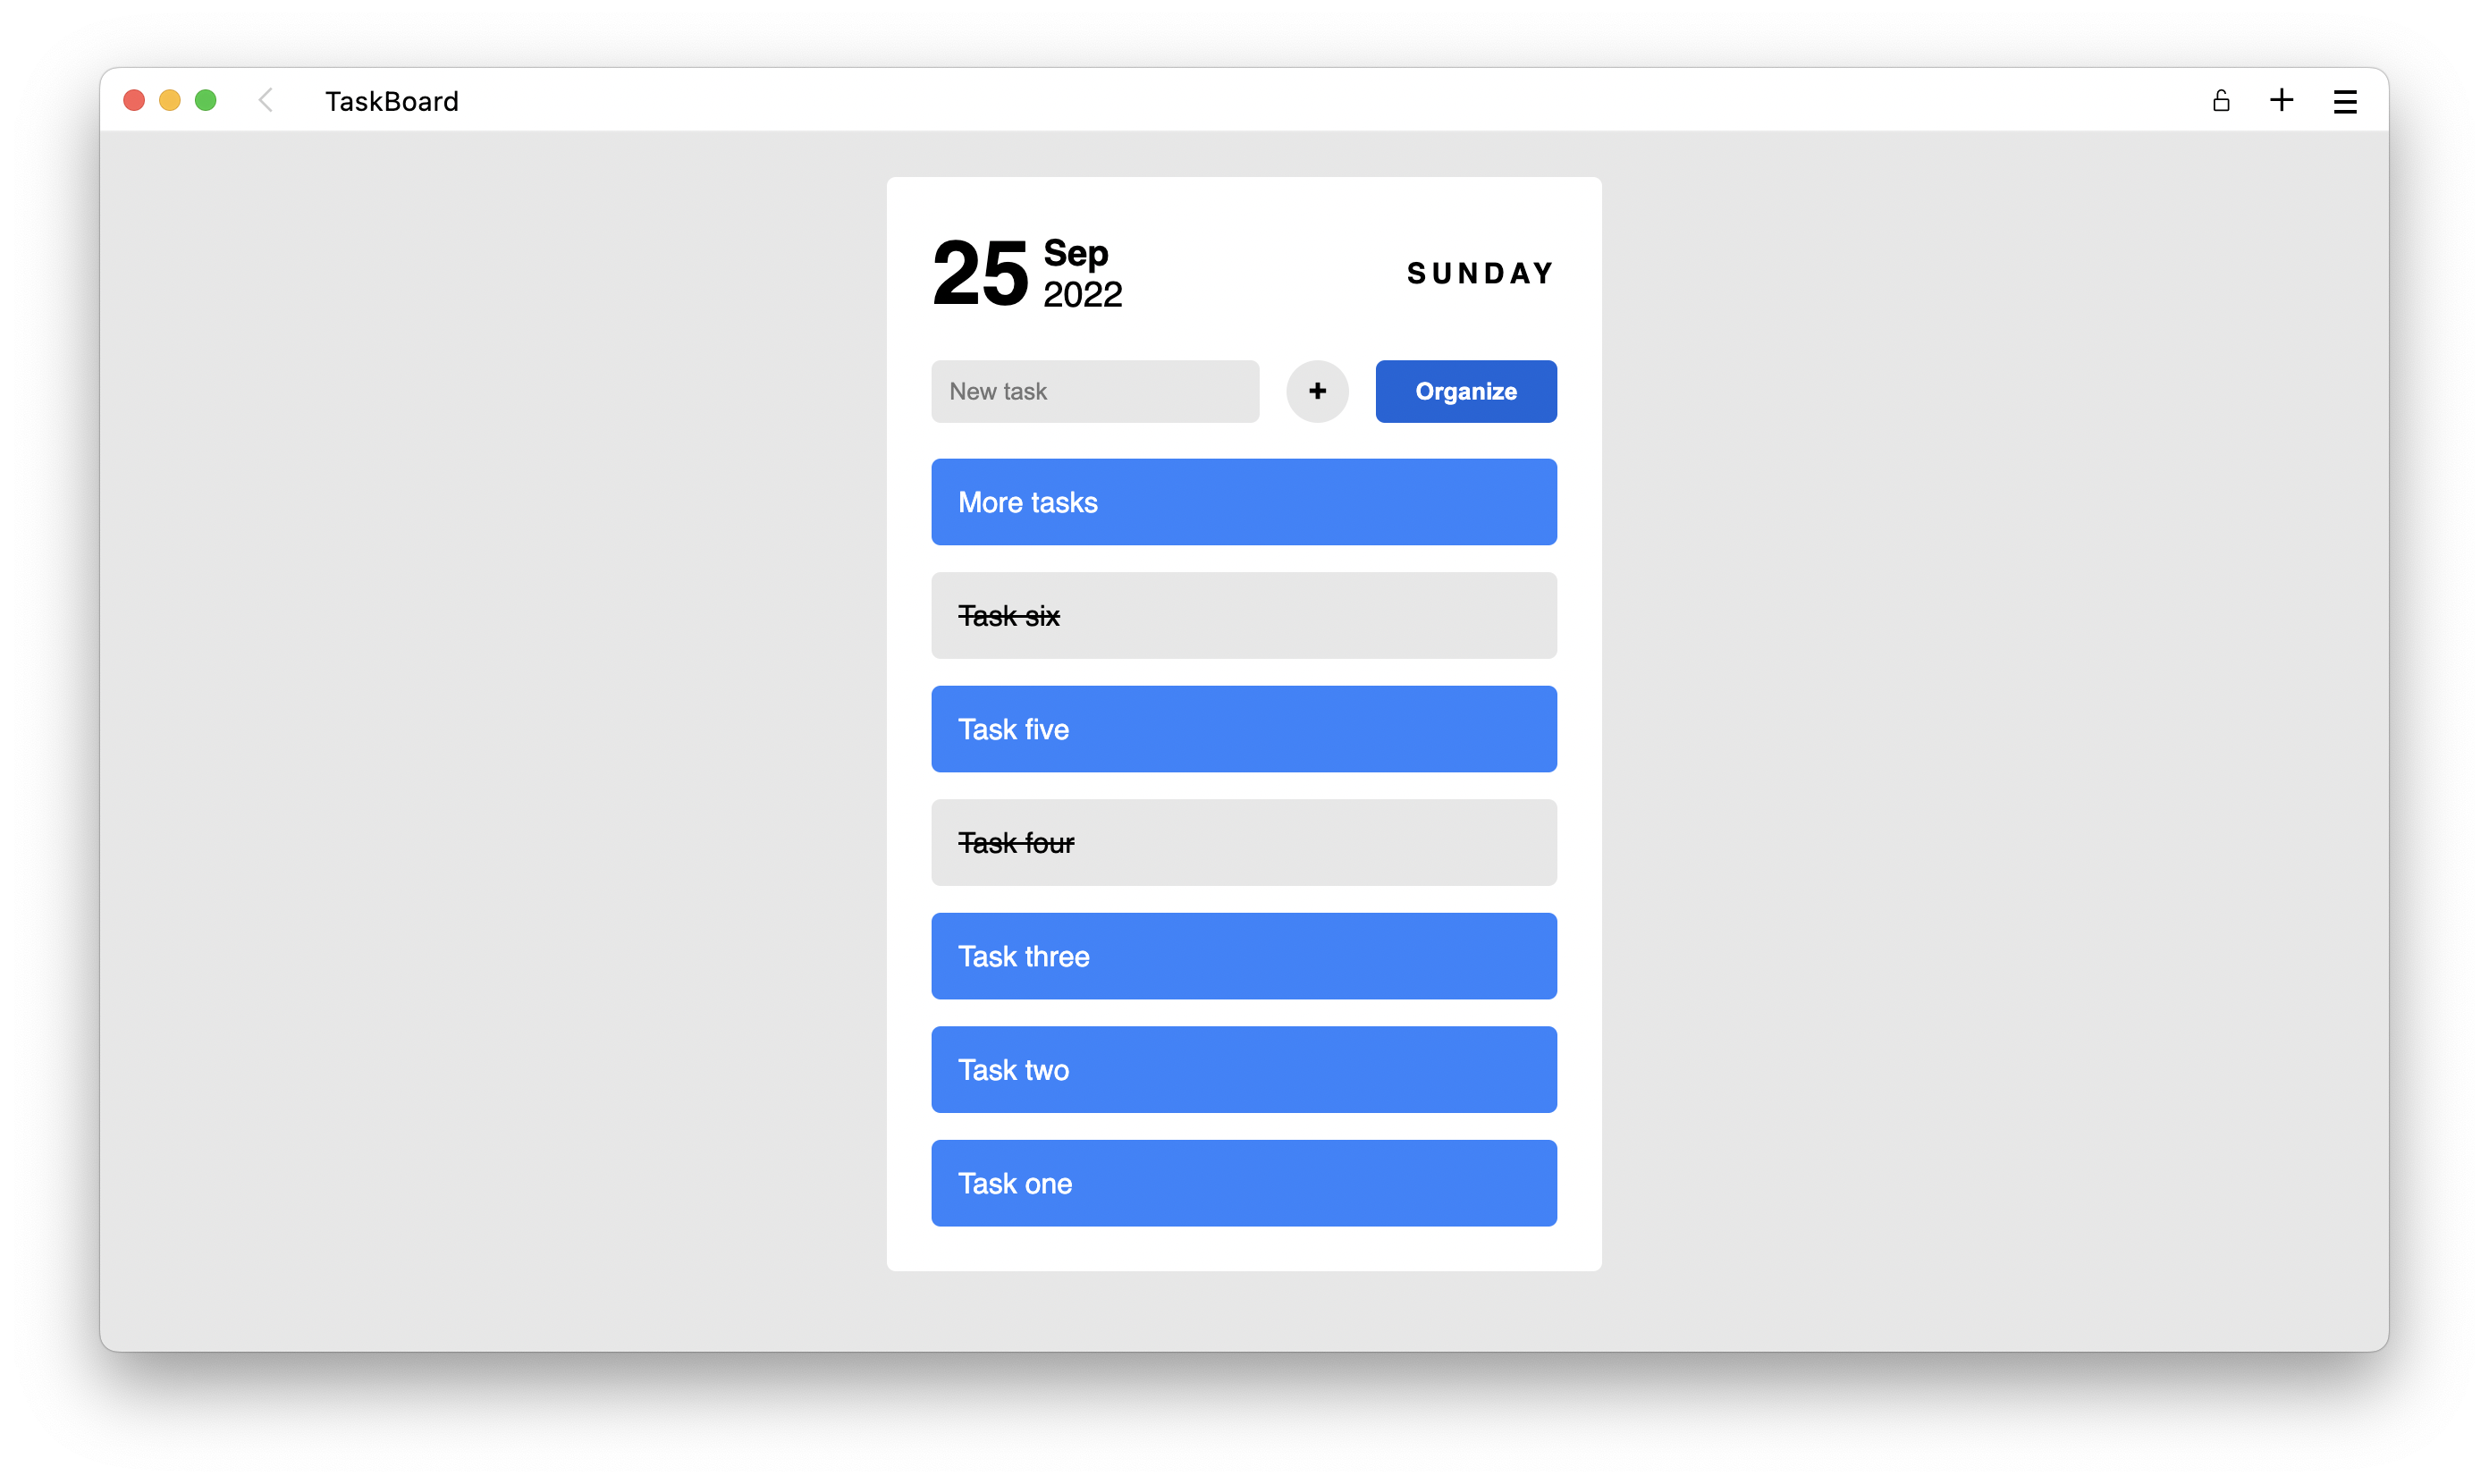 TaskBoard
25 Sep
2022
SUNDAY
New task + Organize
More tasks
Task six
Task five
Task four
Task three
Task two
Task one